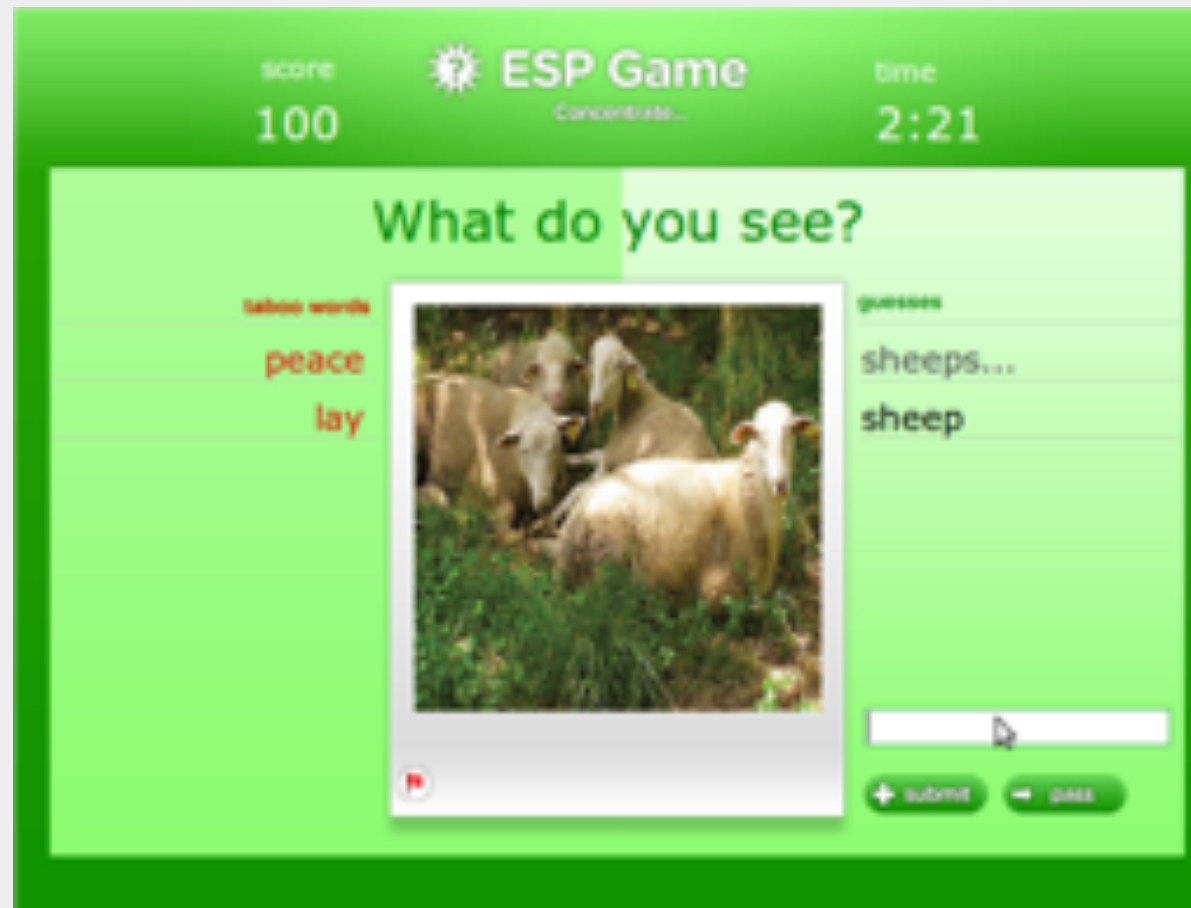 score
100
ESP Game
Concentrate...
time
2:21
What do you see?
taboo words
peace
lay
guesses
sheeps...
sheep
submit
pass